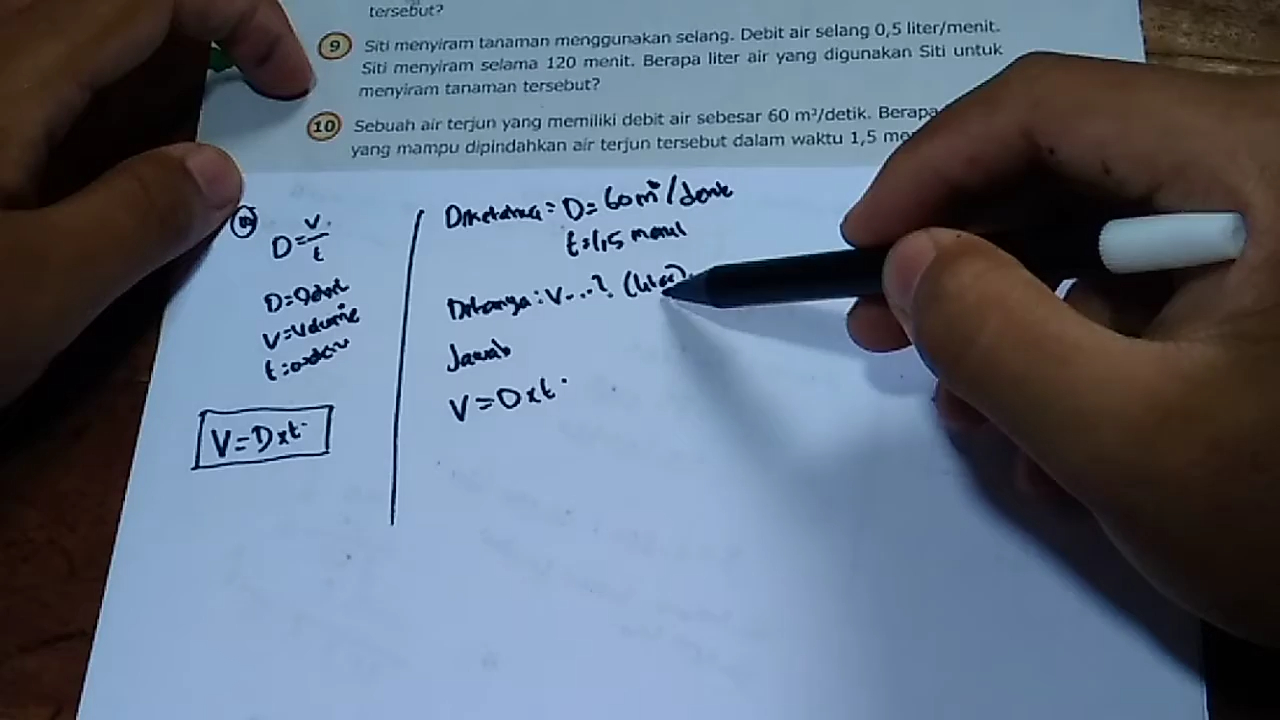 tersebut?
9 Siti menyiram tanaman menggunakan selang. Debit air selang 0,5 liter/menit.
Siti menyiram selama 120 menit. Berapa liter air yang digunakan Siti untuk
menyiram tanaman tersebut?
10 Sebuah air terjun yang memiliki debit air sebesar 60 m³/detik. Berapa
yang mampu dipindahkan air terjun tersebut dalam waktu 1,5
10
D=V/t
D=Debit
V=Volume
t=waktu
V=Dxt
Diketahui = D=60m³/detik
t=1,5 menit
Ditanya : V...? (liter)
Jawab
V=Dxt